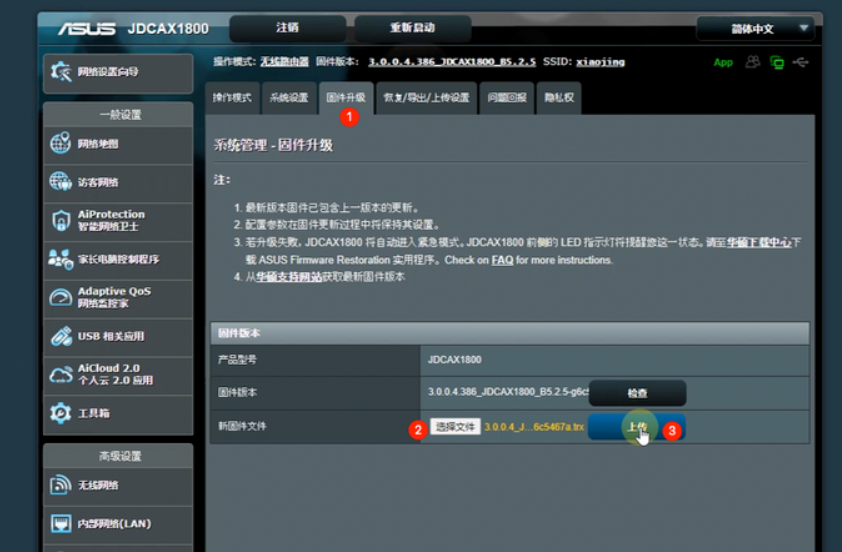 ASUS JDCAX1800 注销 重新启动 简体中文
操作模式: 无线路由器 固件版本: 3.0.0.4.386_JDCAX1800_B5.2.5 SSID: xiaojing App
网络设置向导
操作模式 系统设置 固件升级 恢复/导出/上传设置 问题回报 隐私权
1
一般设置
系统管理 - 固件升级
网络地图
注:
访客网络
1. 最新版本固件已包含上一版本的更新。
2. 配置参数在固件更新过程中将保持其设置。
3. 若升级失败, JDCAX1800 将自动进入紧急模式。JDCAX1800 前侧的 LED 指示灯将提醒您这一状态。请至华硕下载中心下
载 ASUS Firmware Restoration 实用程序。Check on FAQ for more instructions.
4. 从华硕支持网站获取最新固件版本
AiProtection
智能网络卫士
家长电脑控制程序
Adaptive QoS
网络监控家
USB 相关应用
AiCloud 2.0
个人云 2.0 应用
工具箱
固件版本
产品型号 JDCAX1800
固件版本 3.0.0.4.386_JDCAX1800_B5.2.5-g6c 检查
新固件文件 2 选择文件 3.0.0.4_J...6c5467a.trx 上传 3
高级设置
无线网络
内部网络(LAN)